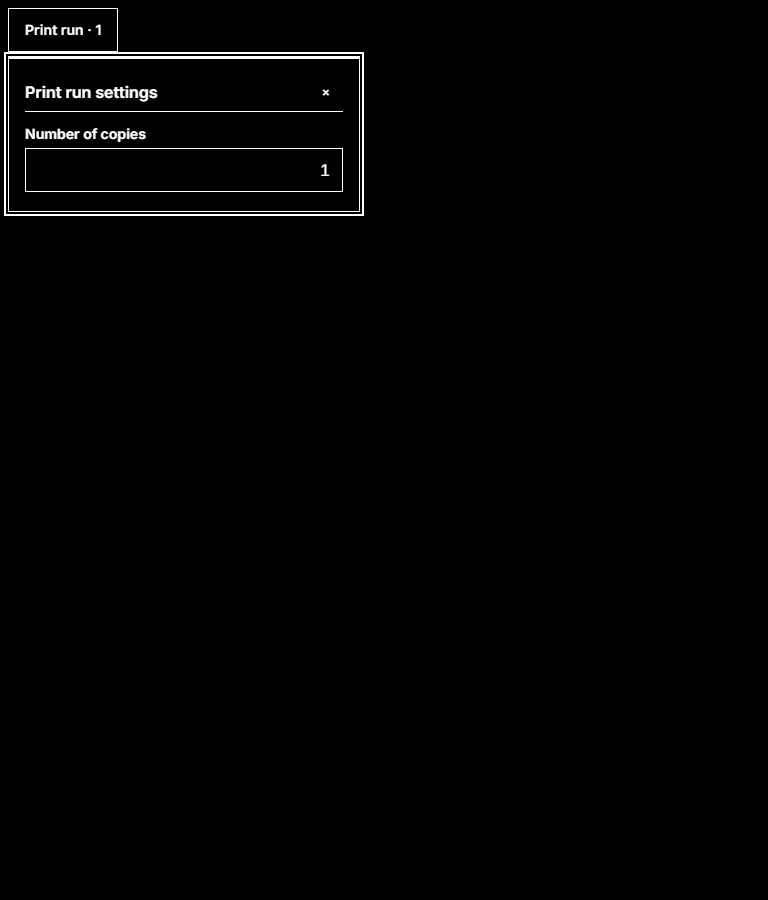 Print run · 1
Print run settings ×
Number of copies
1